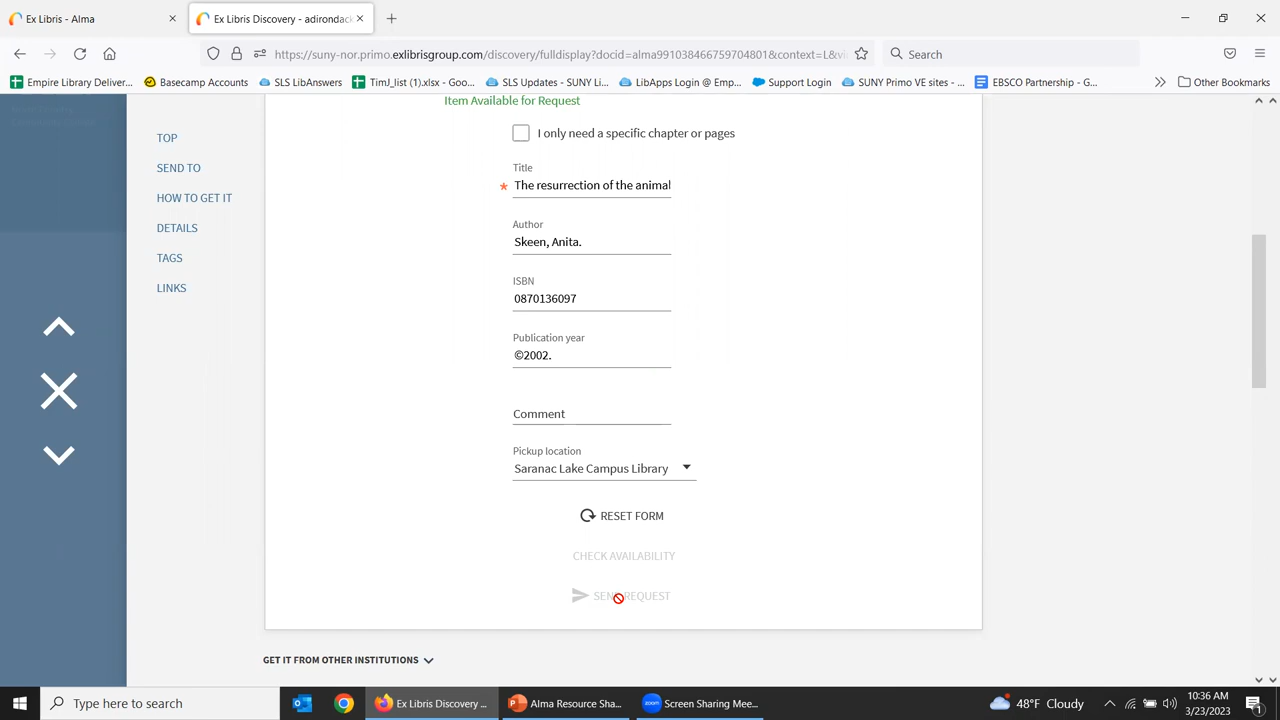 Ex Libris - Alma
Ex Libris Discovery - adirondack
https://suny-nor.primo.exlibrisgroup.com/discovery/fulldisplay?docid=alma991038466759704801&context=L&vi
Search
Empire Library Deliver...
Basecamp Accounts
SLS LibAnswers
TimJ_list (1).xlsx - Goo...
SLS Updates - SUNY Li...
LibApps Login @ Emp...
Support Login
SUNY Primo VE sites - ...
EBSCO Partnership - G...
Other Bookmarks
Item Available for Request
TOP
SEND TO
HOW TO GET IT
DETAILS
TAGS
LINKS
I only need a specific chapter or pages
Title
* The resurrection of the animal
Author
Skeen, Anita.
ISBN
0870136097
Publication year
©2002.
Comment
Pickup location
Saranac Lake Campus Library
RESET FORM
CHECK AVAILABILITY
SEND REQUEST
GET IT FROM OTHER INSTITUTIONS
Type here to search
Ex Libris Discovery ...
Alma Resource Sha...
Screen Sharing Mee...
48°F Cloudy
10:36 AM
3/23/2023
1